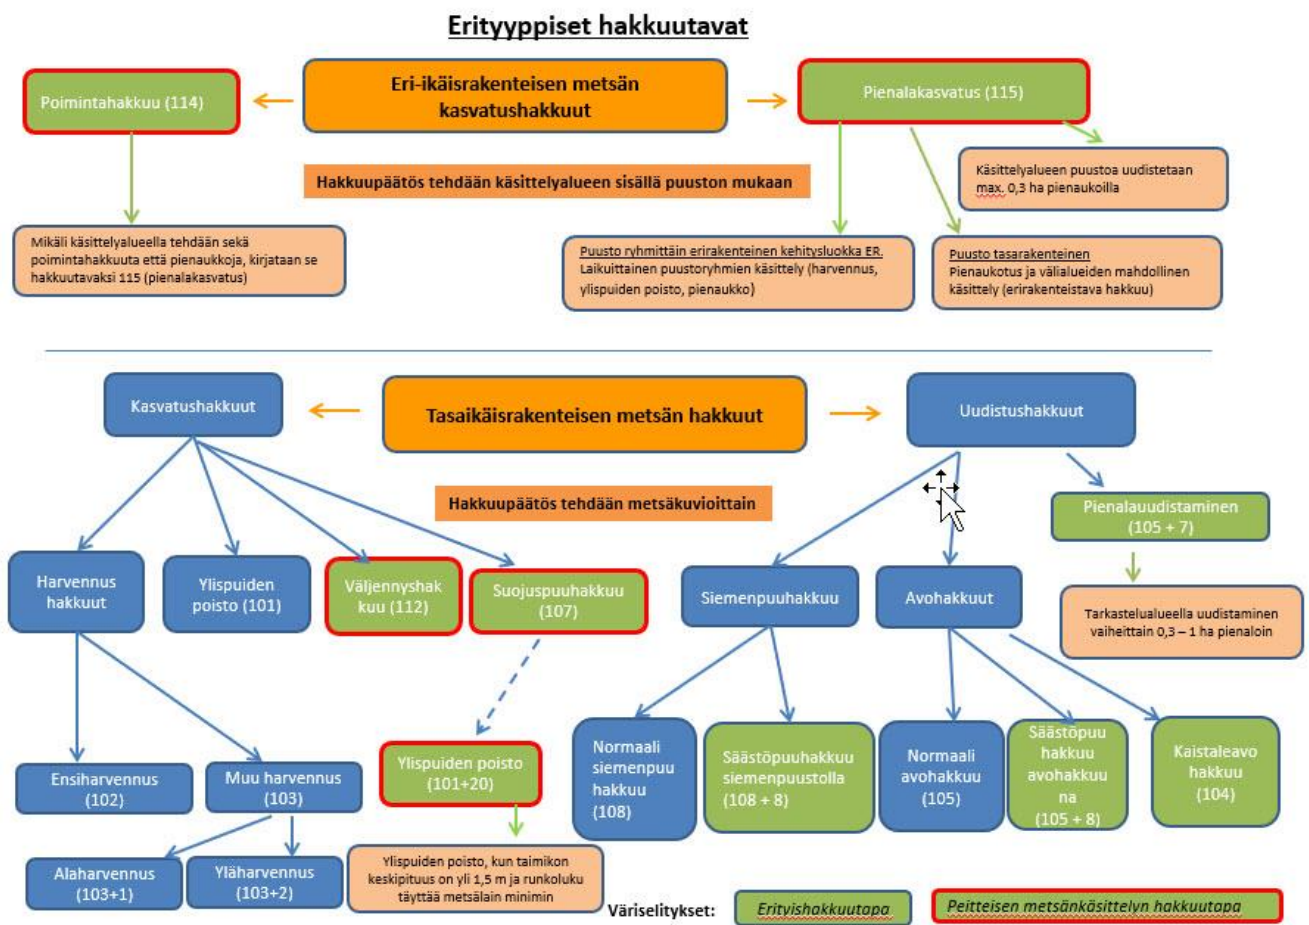 Erityyppiset hakkuutavat
Poimintahakkuu (114)
Eri-ikäisrakenteisen metsän
kasvatushakkuut
Pienalakasvatus (115)
Hakkuupäätös tehdään käsittelyalueen sisällä puuston mukaan
Käsittelyalueen puustoa uudistetaan
max. 0,3 ha pienaukoilla
Mikäli käsittelyalueella tehdään sekä
poimintahakkuuta että pienaukkoja, kirjataan se
hakkuutavaksi 115 (pienalakasvatus)
Puusto ryhmittäin erirakenteinen kehitysluokka ER.
Laikuittainen puustoryhmien käsittely (harvennus,
ylispuiden poisto, pienaukko)
Puusto tasarakenteinen
Pienaukotus ja välialueiden mahdollinen
käsittely (erirakenteistava hakkuu)
Kasvatushakkuut
Tasaikäisrakenteisen metsän hakkuut
Uudistushakkuut
Hakkuupäätös tehdään metsäkuvioittain
Pienalauudistaminen
(105 + 7)
Harvennus
hakkuut
Ylispuiden
poisto (101)
Väljennyshak
kuu (112)
Suojuspuuhakkuu
(107)
Siemenpuuhakkuu
Avohakkuut
Tarkastelualueella uudistaminen
vaiheittain 0,3 – 1 ha pienaloin
Ensiharvennus
(102)
Muu harvennus
(103)
Ylispuiden poisto
(101+20)
Normaali
siemenpuu
hakkuu
(108)
Säästöpuuhakkuu
siemenpuustolla
(108 + 8)
Normaali
avohakkuu
(105)
Säästöpuu
hakkuu
avohakkuu
na
(105 + 8)
Kaistaleavo
hakkuu
(104)
Alaharvennus
(103+1)
Yläharvennus
(103+2)
Ylispuiden poisto, kun taimikon
keskipituus on yli 1,5 m ja runkoluku
täyttää metsälain minimin
Väriselitykset:
Erityishakkuutapa
Peitteisen metsänkäsittelyn hakkuutapa